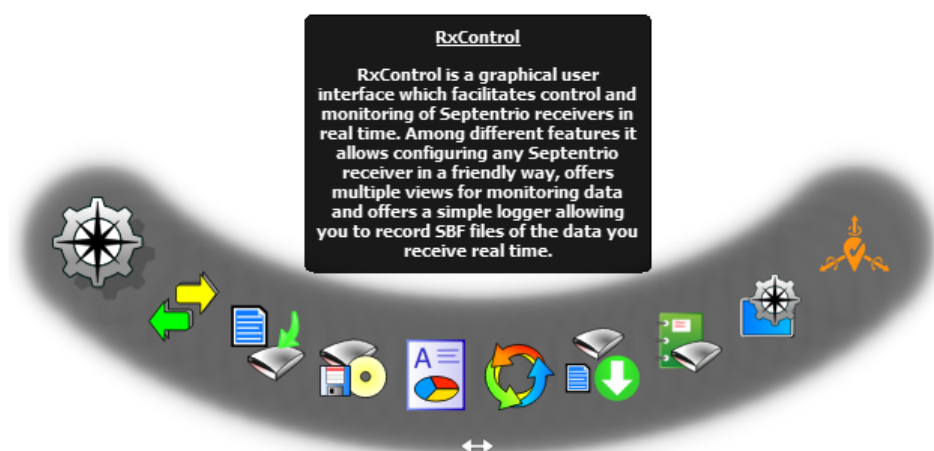 RxControl
RxControl is a graphical user
interface which facilitates control and
monitoring of Septentrio receivers in
real time. Among different features it
allows configuring any Septentrio
receiver in a friendly way, offers
multiple views for monitoring data
and offers a simple logger allowing
you to record SBF files of the data you
receive real time.
A